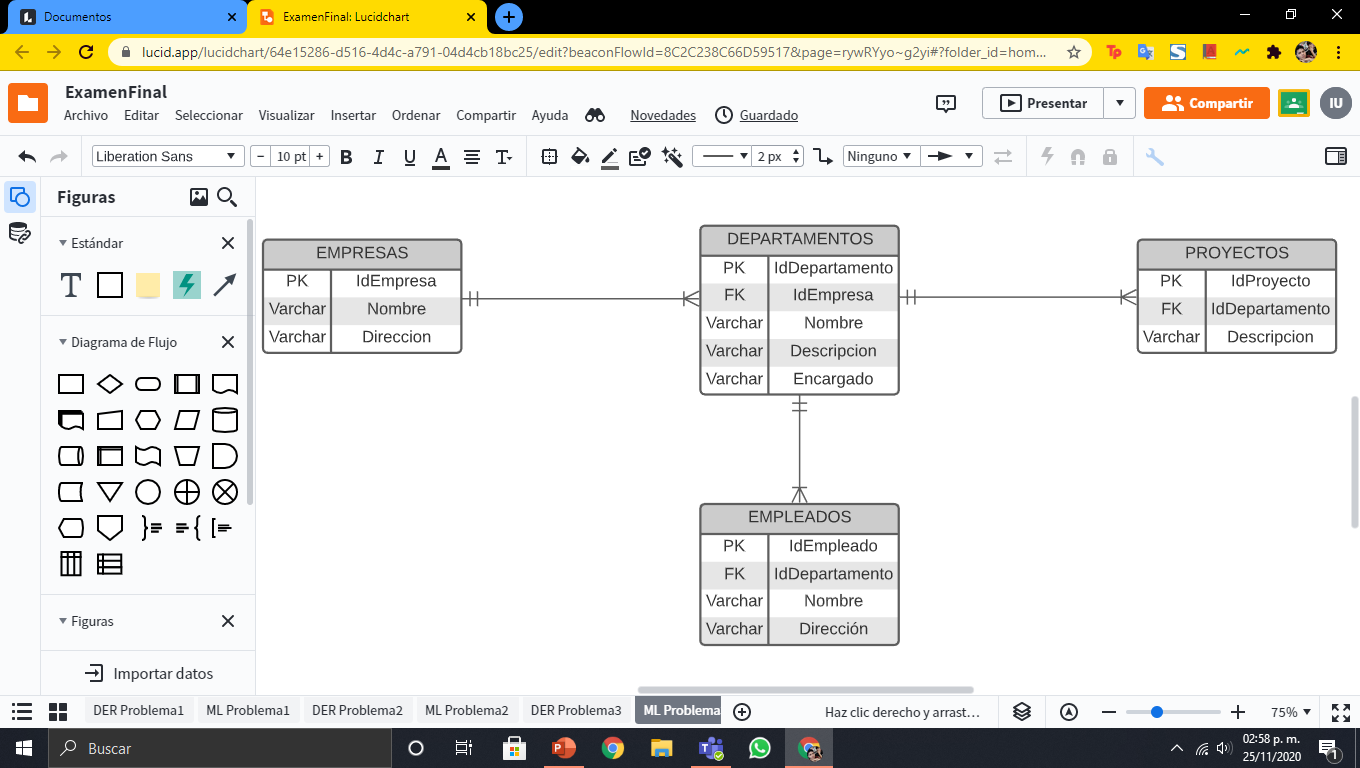 Documentos
ExamenFinal: Lucidchart
lucid.app/lucidchart/64e15286-d516-4d4c-a791-04d4cb18bc25/edit?beaconFlowId=8C2C238C66D59517&page=rywRYyo~g2yi#?folder_id=hom...
ExamenFinal
Archivo Editar Seleccionar Visualizar Insertar Ordenar Compartir Ayuda Novedades Guardado
Presentar
Compartir
IU
Liberation Sans
− 10 pt +
B I U A T
2 px
Ninguno
Figuras
Estándar
T
Diagrama de Flujo
Figuras
Importar datos
EMPRESAS
PK IdEmpresa
Varchar Nombre
Varchar Direccion
DEPARTAMENTOS
PK IdDepartamento
FK IdEmpresa
Varchar Nombre
Varchar Descripcion
Varchar Encargado
PROYECTOS
PK IdProyecto
FK IdDepartamento
Varchar Descripcion
EMPLEADOS
PK IdEmpleado
FK IdDepartamento
Varchar Nombre
Varchar Dirección
DER Problema1 ML Problema1 DER Problema2 ML Problema2 DER Problema3 ML Problema
Haz clic derecho y arrast...
75%
Buscar
02:58 p. m.
25/11/2020
1